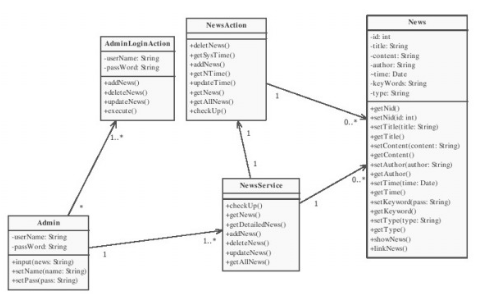 AdminLoginAction
-userName: String
-passWord: String
+addNews()
+deleteNews()
+updateNews()
+execute()
NewsAction
+deletNews()
+getSysTime()
+addNews()
+getNTime()
+updateTime()
+getNews()
+getAllNews()
+checkUp()
News
-id: int
-title: String
-content: String
-author: String
-time: Date
-keyWords: String
-type: String
+getNid()
+setNid(id: int)
+setTitle(title: String)
+getTitle()
+setContent(content: String)
+getContent()
+setAuthor(author: String)
+getAuthor()
+setTime(time: Date)
+getTime()
+setKeyword(pass: String)
+getKeyword()
+setType(type: String)
+getType()
+showNews()
+linkNews()
NewsService
+checkUp()
+getNews()
+getDetailedNews()
+addNews()
+deleteNews()
+updateNews()
+getAllNews()
Admin
-userName: String
-passWord: String
+input(news: String)
+setName(name: String)
+setPass(pass: String)
1
0..*
1
1
1..*
*
1
1..*
1
0..*